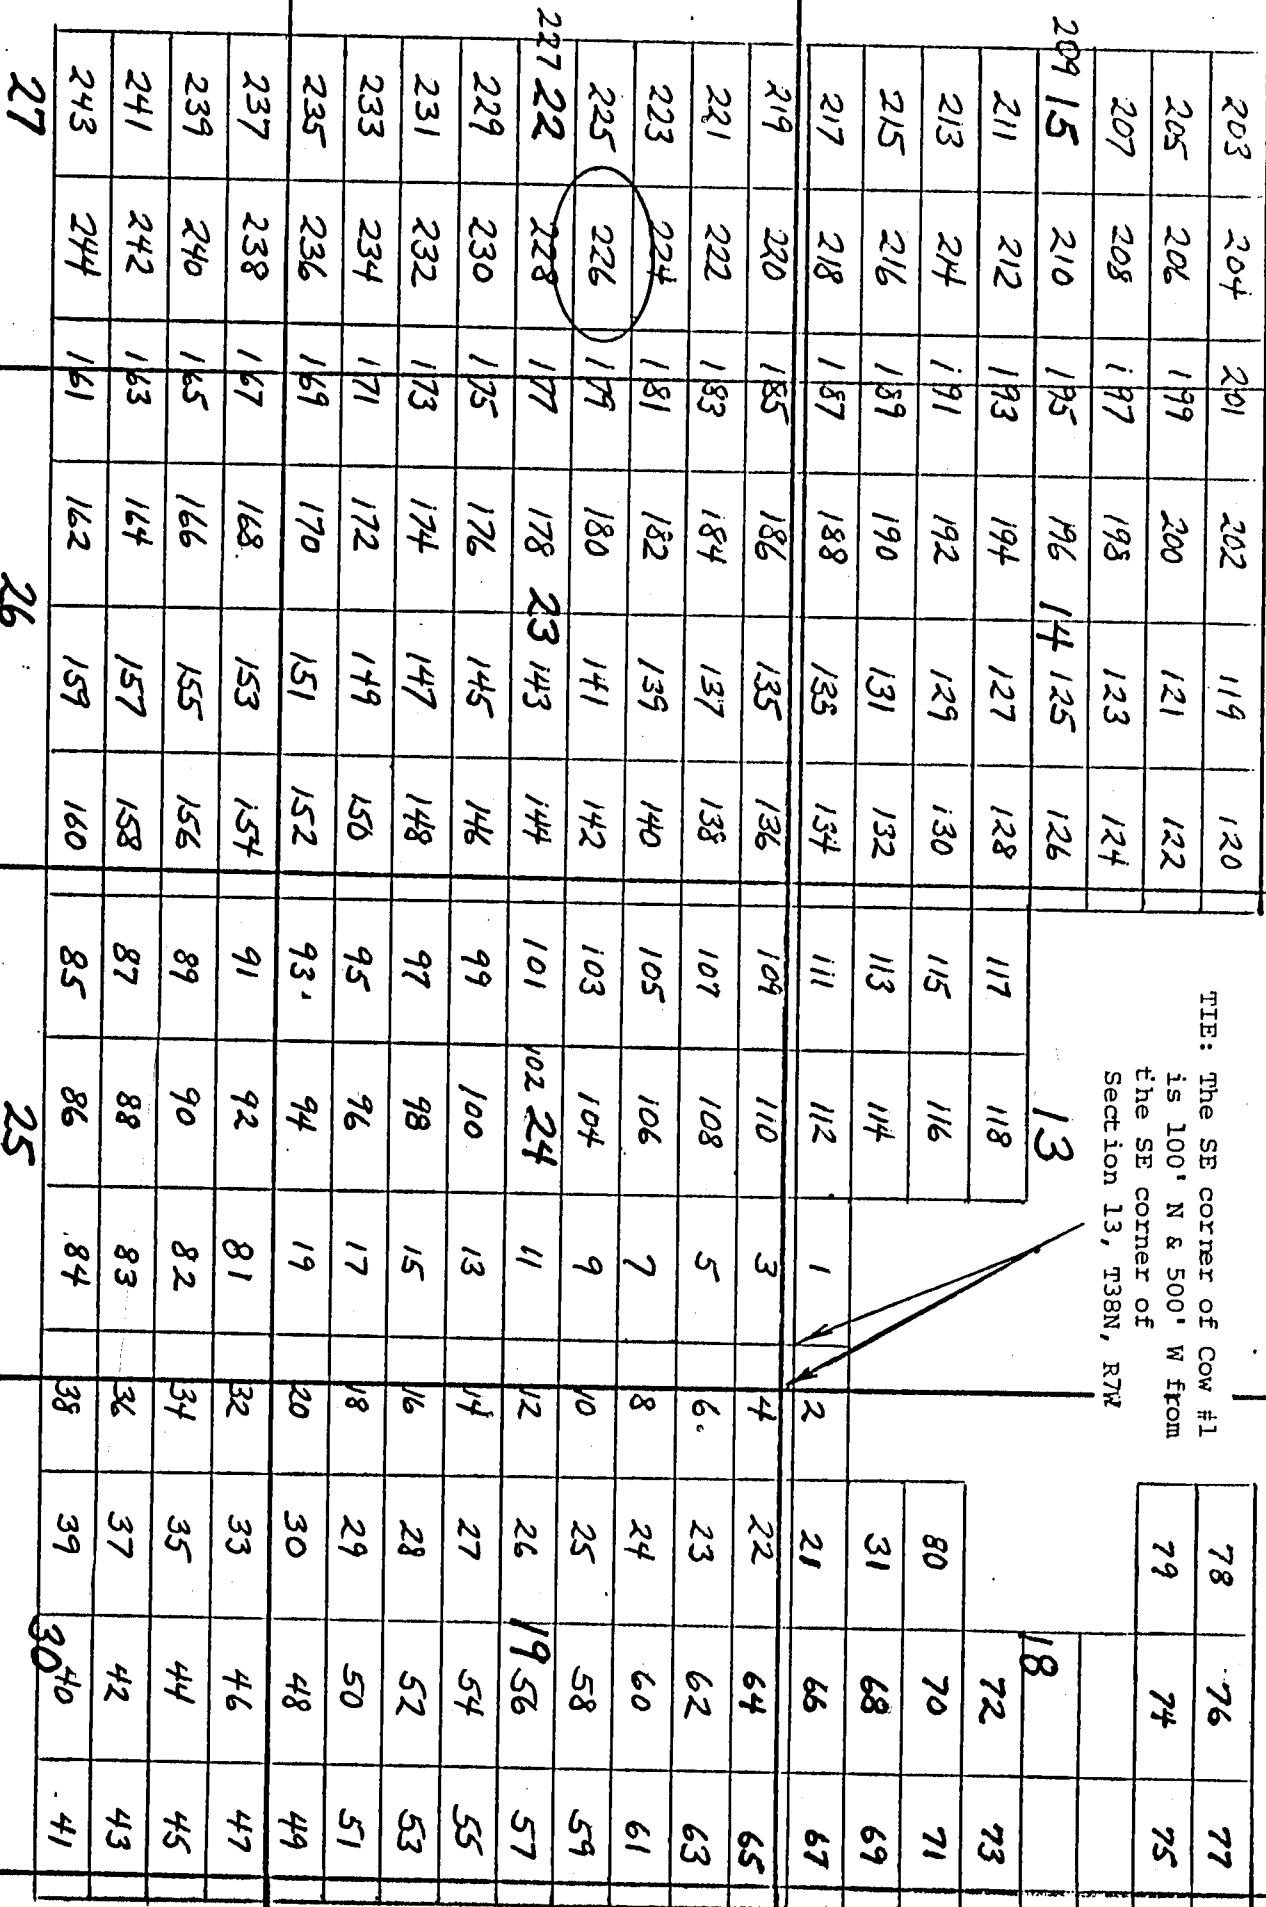 203 204 201 202 119 120 78 76 77
205 206 199 200 121 122 79 74 75
207 208 197 198 123 124
TIE: The SE corner of Cow #1
is 100' N & 500' W from
the SE corner of
Section 13, T38N, R7W
209 15 210 195 196 14 125 126 13 18
211 212 193 194 127 128 117 118 72 73
213 214 191 192 129 130 115 116 80 70 71
215 216 189 190 131 132 113 114 31 68 69
217 218 187 188 133 134 111 112 1 2 21 66 67
219 220 185 186 135 136 109 110 3 4 22 64 65
221 222 183 184 137 138 107 108 5 6 23 62 63
223 224 181 182 139 140 105 106 7 8 24 60 61
225 226 179 180 141 142 103 104 9 10 25 58 59
227 22 228 177 178 23 143 144 101 102 24 11 12 26 19 56 57
229 230 175 176 145 146 99 100 13 14 27 54 55
231 232 173 174 147 148 97 98 15 16 28 52 53
233 234 171 172 149 150 95 96 17 18 29 50 51
235 236 169 170 151 152 93 94 19 20 30 48 49
237 238 167 168 153 154 91 92 81 32 33 46 47
239 240 165 166 155 156 89 90 82 34 35 44 45
241 242 163 164 157 158 87 88 83 36 37 42 43
243 244 161 162 159 160 85 86 84 38 39 40 41
27 26 25 30